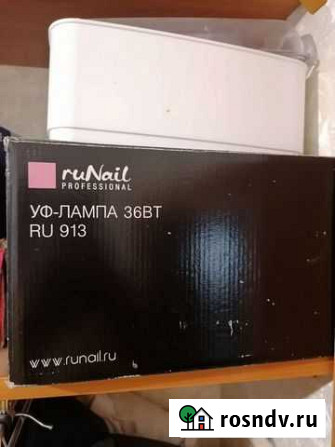 ruNail
PROFESSIONAL
УФ-ЛАМПА 36ВТ
RU 913
www.runail.ru
rosndv.ru